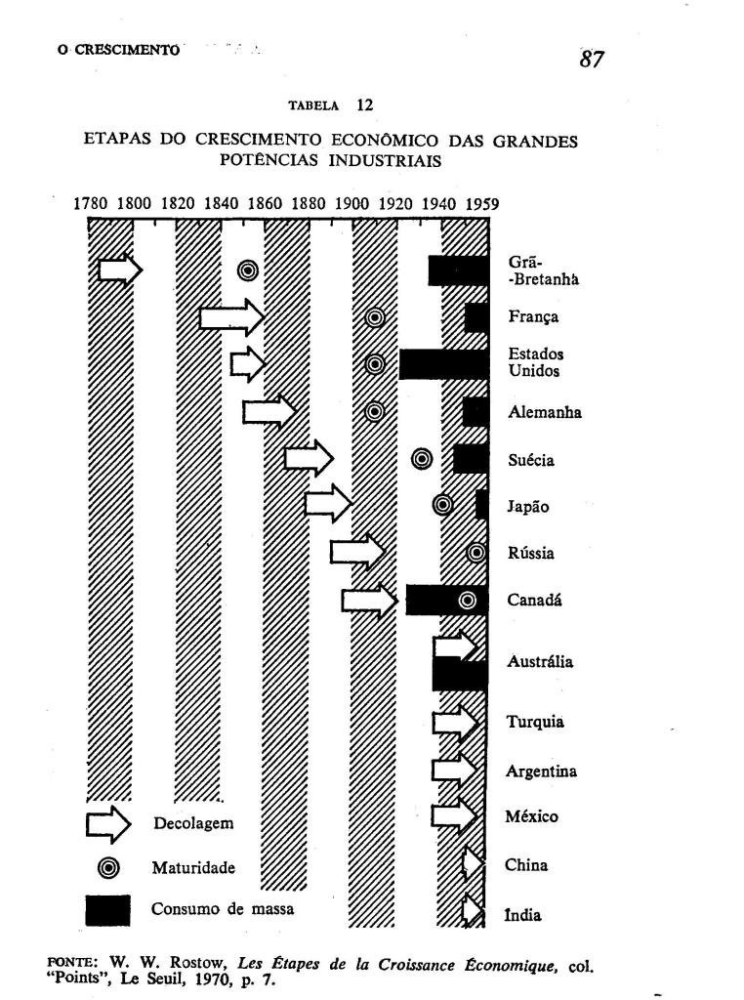 O CRESCIMENTO
87
TABELA 12
ETAPAS DO CRESCIMENTO ECONÔMICO DAS GRANDES
POTÊNCIAS INDUSTRIAIS
1780 1800 1820 1840 1860 1880 1900 1920 1940 1959
Grã-
-Bretanha
França
Estados
Unidos
Alemanha
Suécia
Japão
Rússia
Canadá
Austrália
Turquia
Argentina
México
China
Índia
Decolagem
Maturidade
Consumo de massa
FONTE: W. W. Rostow, Les Étapes de la Croissance Économique, col.
“Points”, Le Seuil, 1970, p. 7.